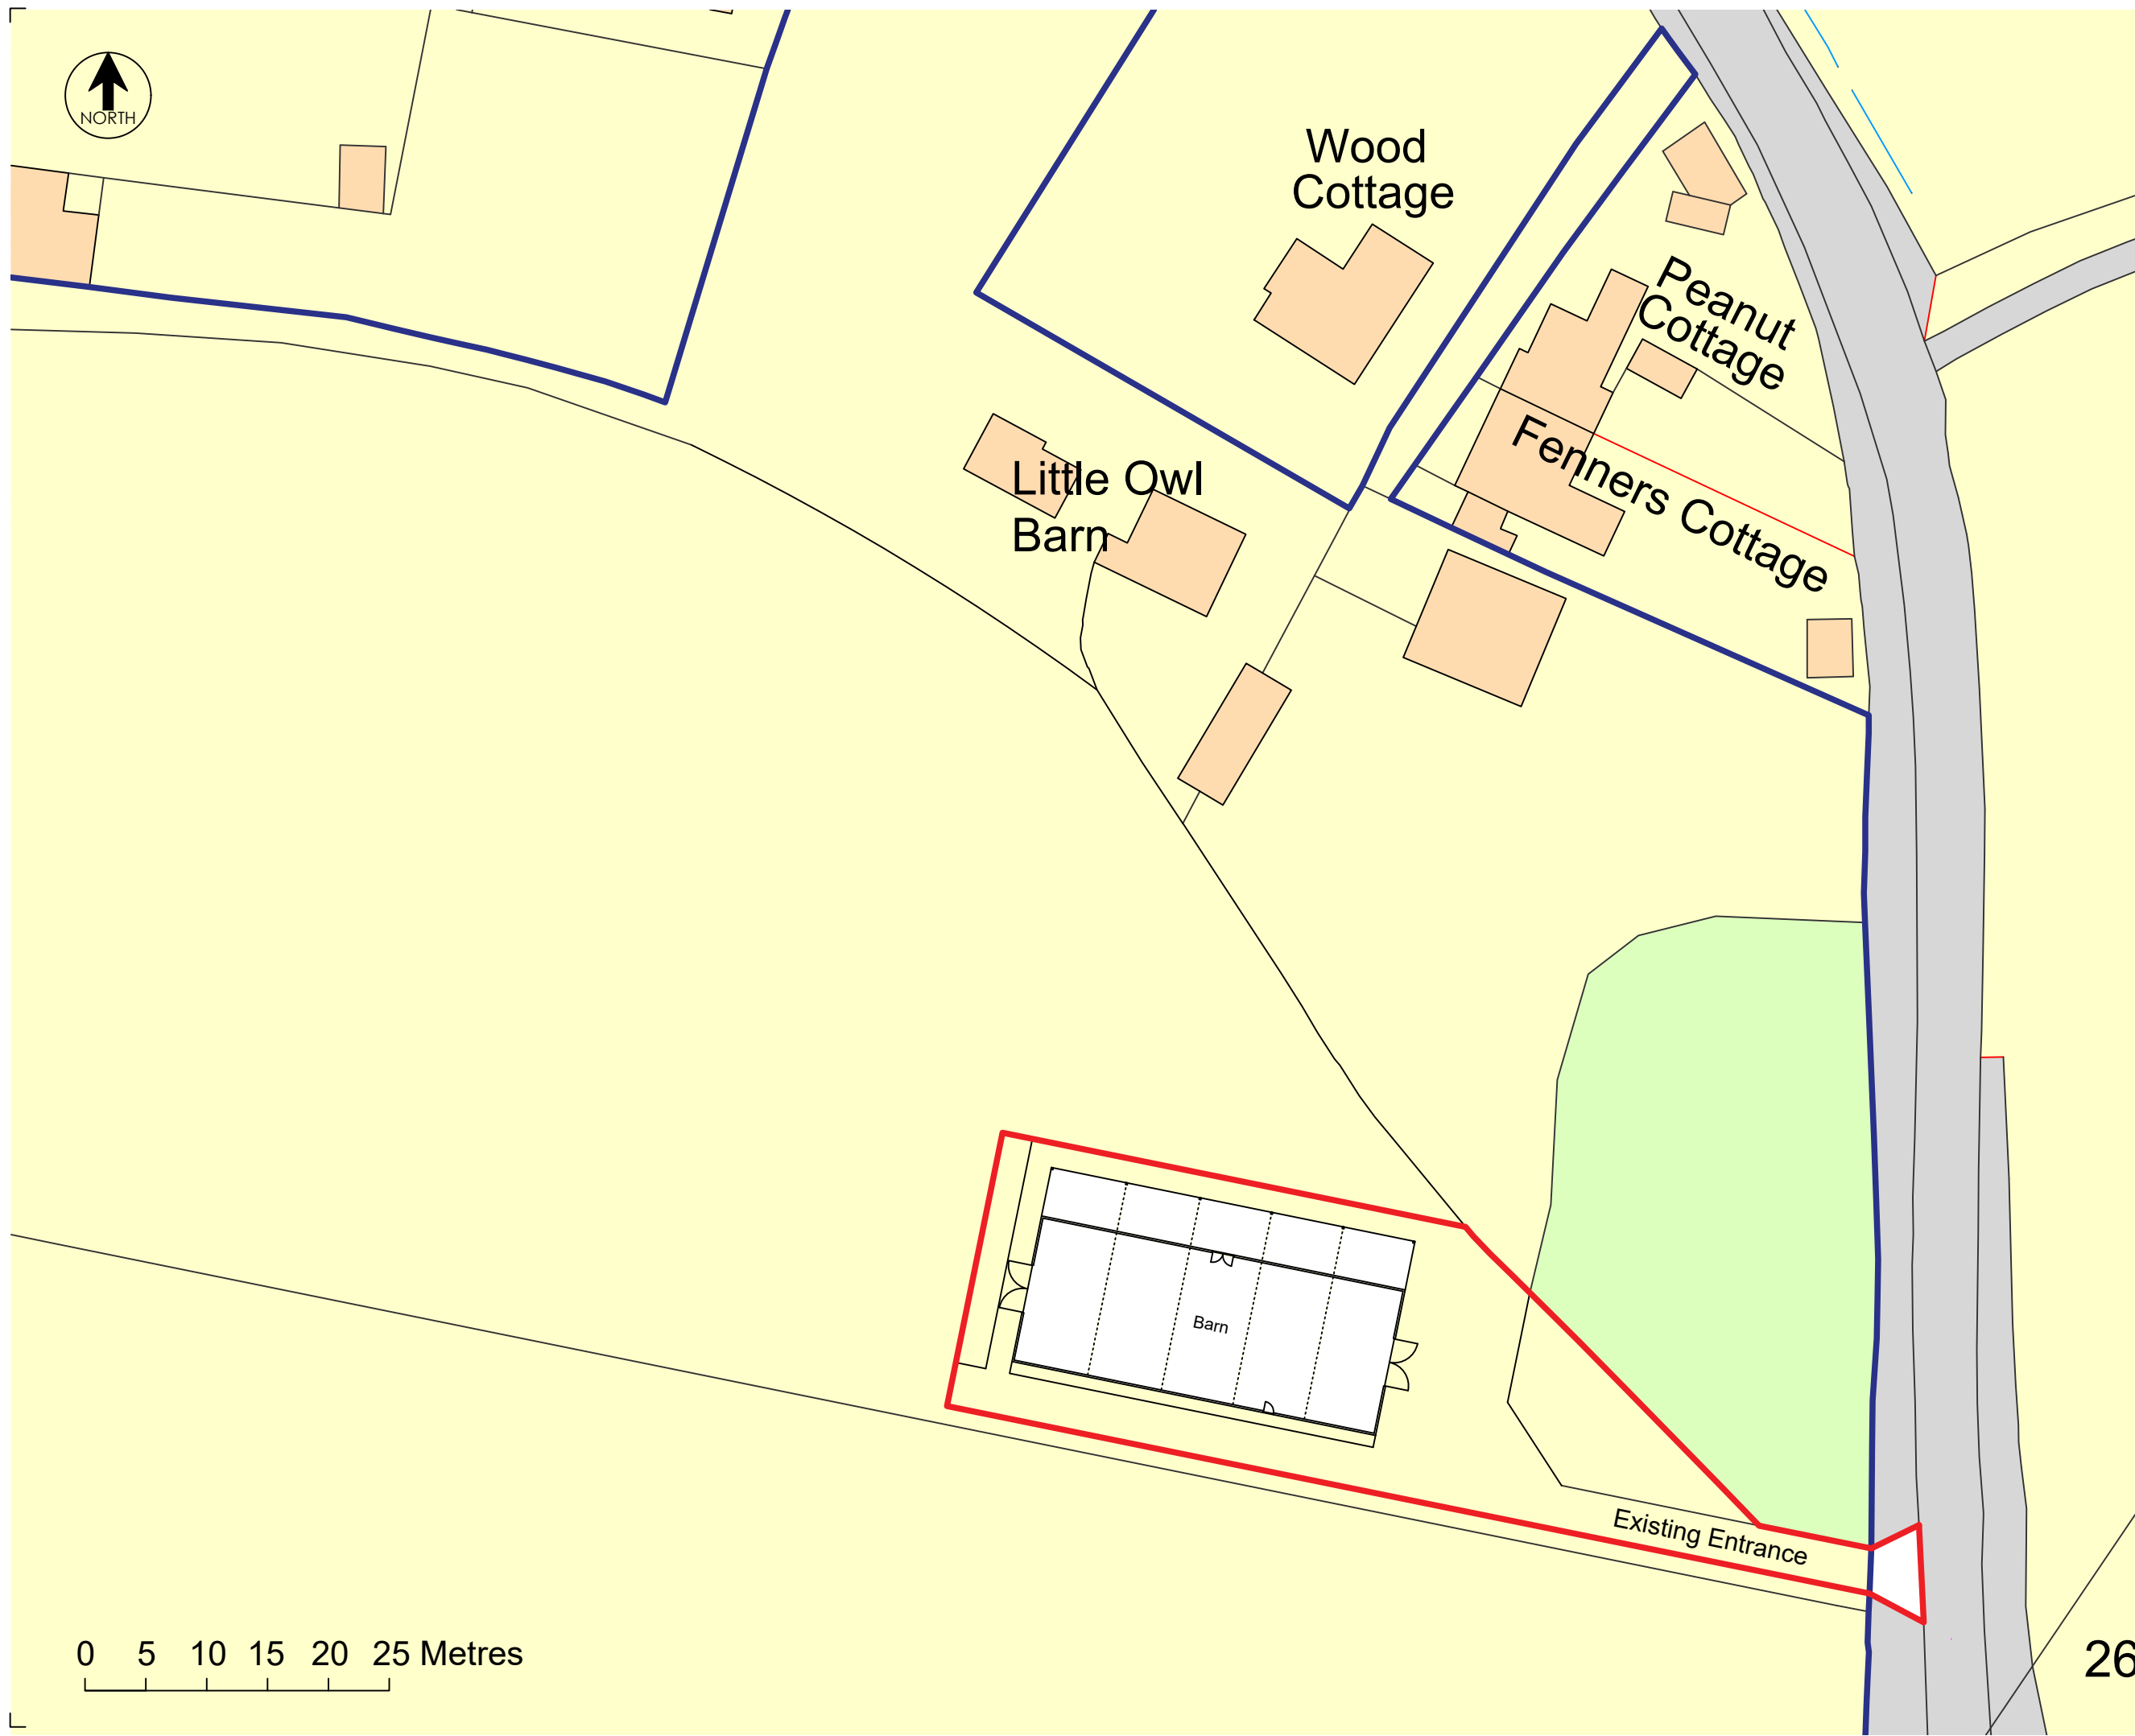 NORTH
Wood
Cottage
Peanut
Cottage
Fenners Cottage
Little Owl
Barn
Barn
Existing Entrance
0 5 10 15 20 25 Metres
26